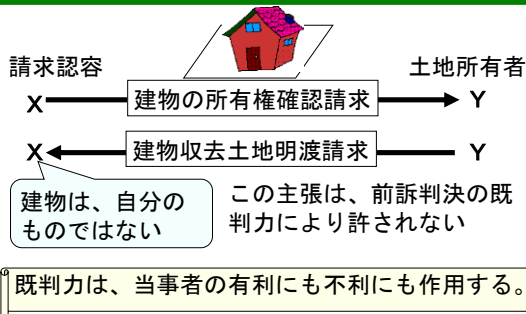 請求認容
土地所有者
X 建物の所有権確認請求 Y
X 建物収去土地明渡請求 Y
建物は、自分の
ものではない
この主張は、前訴判決の既
判力により許されない
既判力は、当事者の有利にも不利にも作用する。